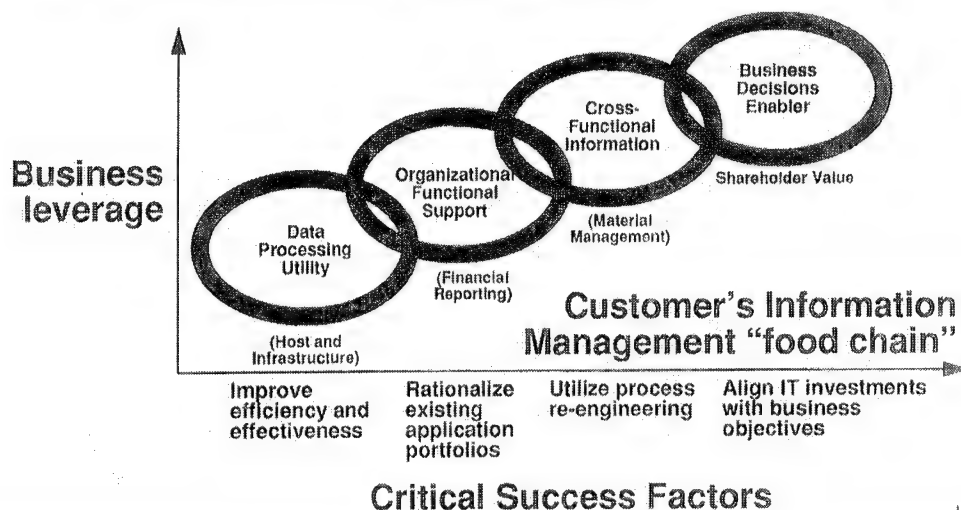 Business
leverage
Data
Processing
Utility
(Host and
Infrastructure)
Organizational
Functional
Support
(Financial
Reporting)
Cross-
Functional
Information
(Material
Management)
Business
Decisions
Enabler
Shareholder Value
Customer's Information
Management “food chain”
Improve
efficiency and
effectiveness
Rationalize
existing
application
portfolios
Utilize process
re-engineering
Align IT investments
with business
objectives
Critical Success Factors